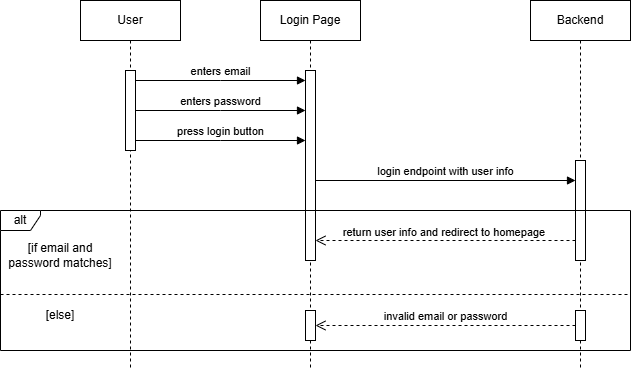 User
Login Page
Backend
enters email
enters password
press login button
login endpoint with user info
alt
return user info and redirect to homepage
[if email and
password matches]
[else]
invalid email or password